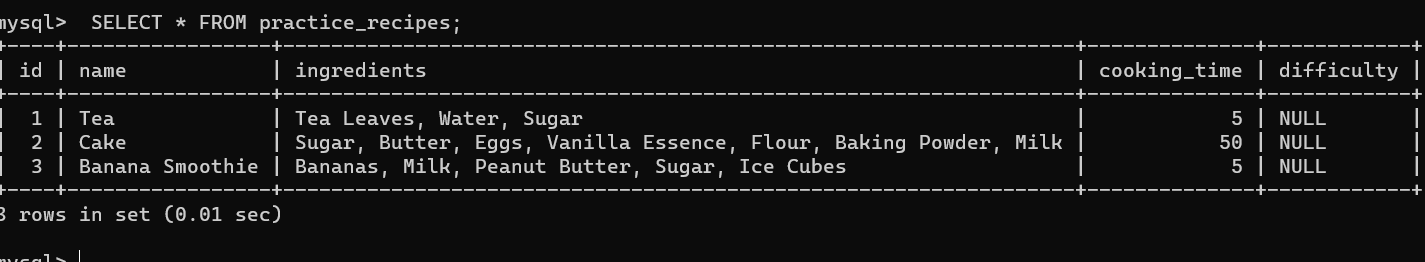 mysql>  SELECT * FROM practice_recipes;
+----+-----------------+------------------------------------------------------------------+--------------+------------+
| id | name            | ingredients                                                      | cooking_time | difficulty |
+----+-----------------+------------------------------------------------------------------+--------------+------------+
|  1 | Tea             | Tea Leaves, Water, Sugar                                         |            5 | NULL       |
|  2 | Cake            | Sugar, Butter, Eggs, Vanilla Essence, Flour, Baking Powder, Milk |           50 | NULL       |
|  3 | Banana Smoothie | Bananas, Milk, Peanut Butter, Sugar, Ice Cubes                   |            5 | NULL       |
+----+-----------------+------------------------------------------------------------------+--------------+------------+
3 rows in set (0.01 sec)
mysql>